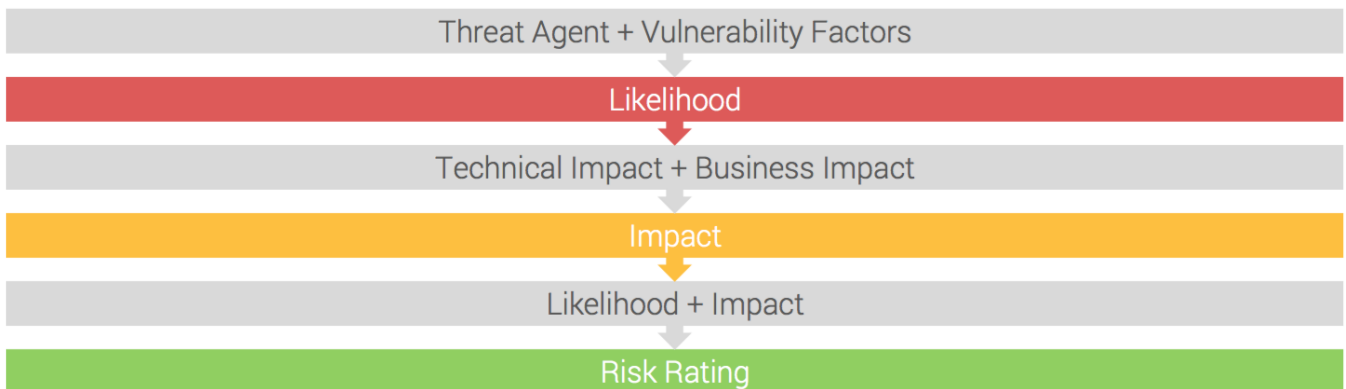 Threat Agent + Vulnerability Factors
Likelihood
Technical Impact + Business Impact
Impact
Likelihood + Impact
Risk Rating